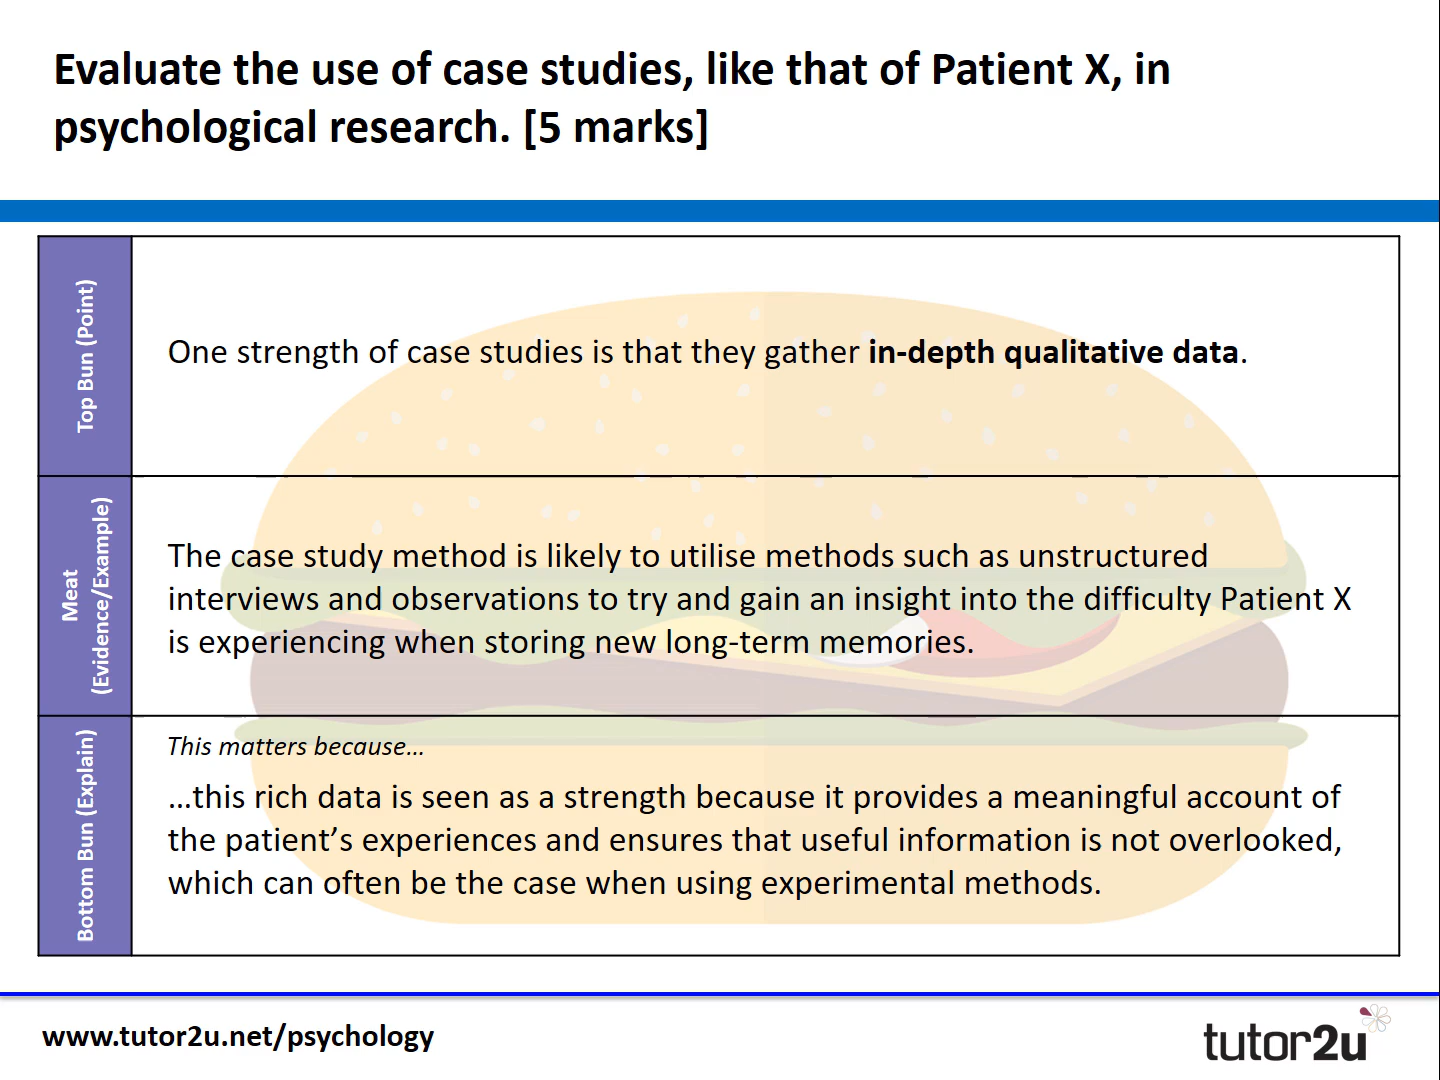 Evaluate the use of case studies, like that of Patient X, in
psychological research. [5 marks]
Top Bun (Point)
One strength of case studies is that they gather in-depth qualitative data.
Meat
(Evidence/Example)
The case study method is likely to utilise methods such as unstructured
interviews and observations to try and gain an insight into the difficulty Patient X
is experiencing when storing new long-term memories.
Bottom Bun (Explain)
This matters because…
…this rich data is seen as a strength because it provides a meaningful account of
the patient’s experiences and ensures that useful information is not overlooked,
which can often be the case when using experimental methods.
www.tutor2u.net/psychology
tutor2u